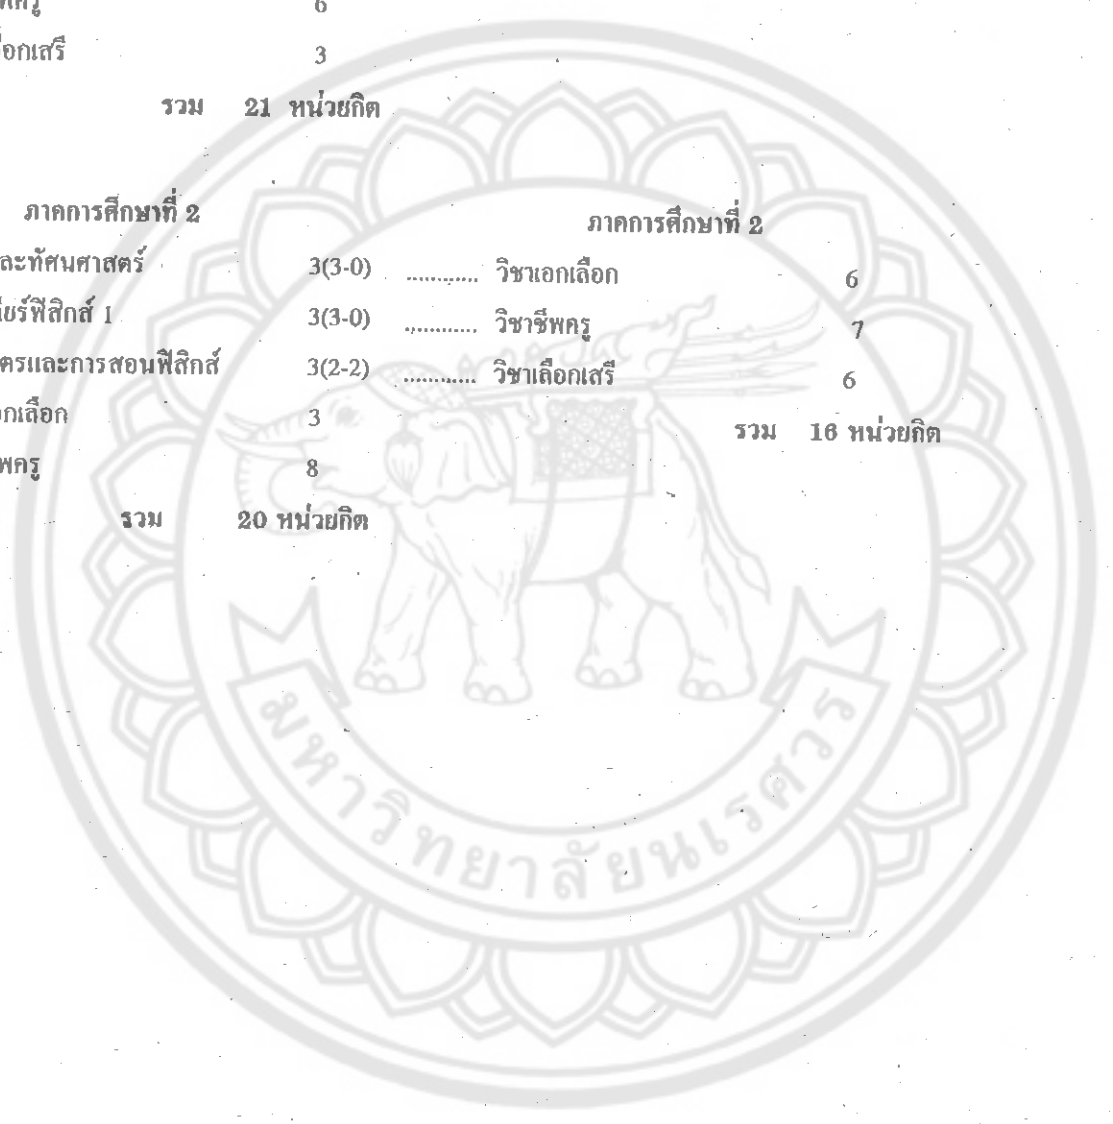 พครู 6
อกเสรี 3
รวม 21 หน่วยกิต
ภาคการศึกษาที่ 2
ละทัศนศาสตร์ 3(3-0)
ยร์ฟิสิกส์ 1 3(3-0)
ตรและการสอนฟิสิกส์ 3(2-2)
กเลือก 3
พครู 8
รวม 20 หน่วยกิต
ภาคการศึกษาที่ 2
............ วิชาเอกเลือก 6
............ วิชาชีพครู 7
............ วิชาเลือกเสรี 6
รวม 16 หน่วยกิต
มหาวิทยาลัยนเรศวร